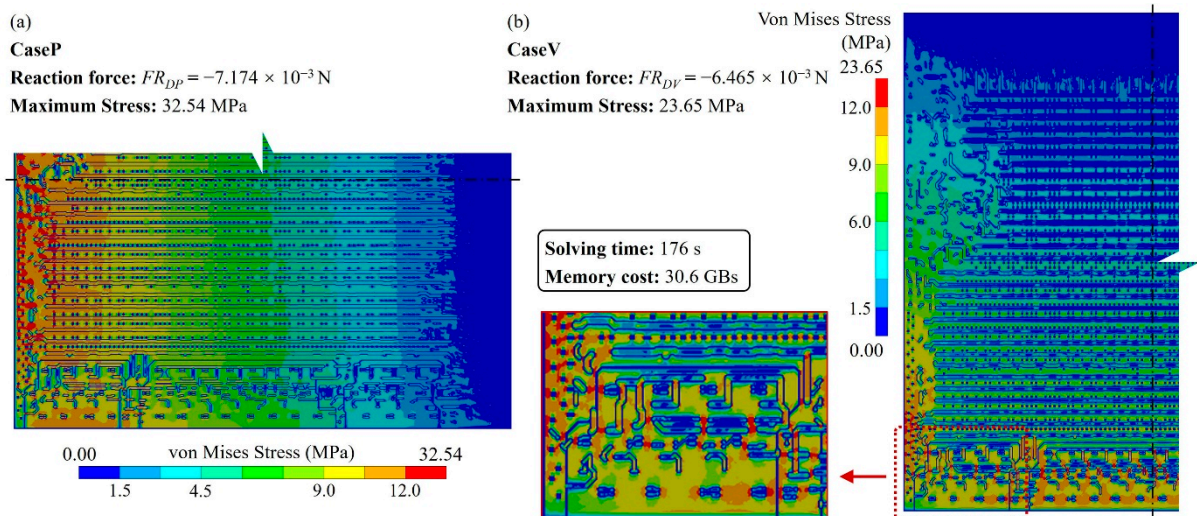 (a)
CaseP
Reaction force: FR_DP = −7.174 × 10⁻³ N
Maximum Stress: 32.54 MPa
0.00 von Mises Stress (MPa) 32.54
1.5 4.5 9.0 12.0
(b)
CaseV
Reaction force: FR_DV = −6.465 × 10⁻³ N
Maximum Stress: 23.65 MPa
Solving time: 176 s
Memory cost: 30.6 GBs
Von Mises Stress
(MPa)
23.65
12.0
9.0
6.0
1.5
0.00